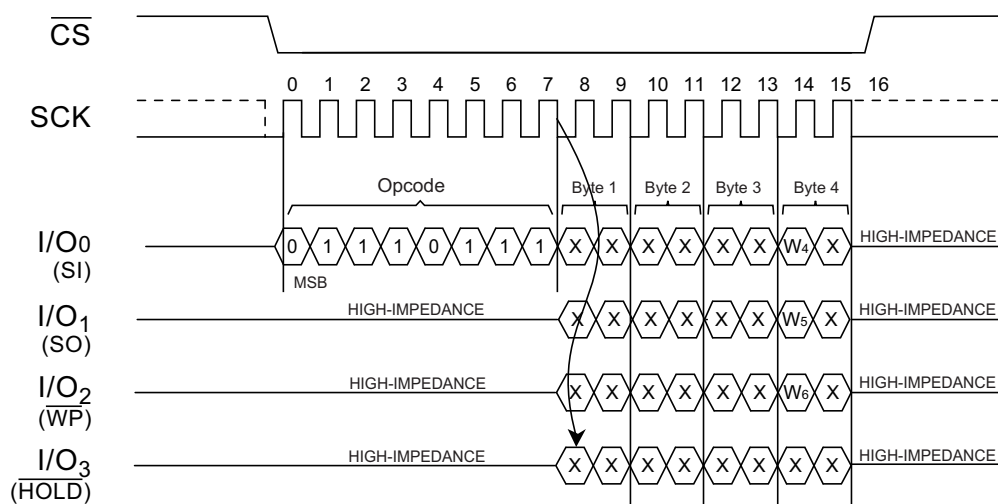 CS
0 1 2 3 4 5 6 7 8 9 10 11 12 13 14 15 16
SCK
Opcode Byte 1 Byte 2 Byte 3 Byte 4
I/O0 0 1 1 1 0 1 1 1 X X X X X X W4 X HIGH-IMPEDANCE
(SI)
MSB
I/O1 HIGH-IMPEDANCE X X X X X X W5 X HIGH-IMPEDANCE
(SO)
I/O2 HIGH-IMPEDANCE X X X X X X W6 X HIGH-IMPEDANCE
(WP)
I/O3 HIGH-IMPEDANCE X X X X X X X X HIGH-IMPEDANCE
(HOLD)